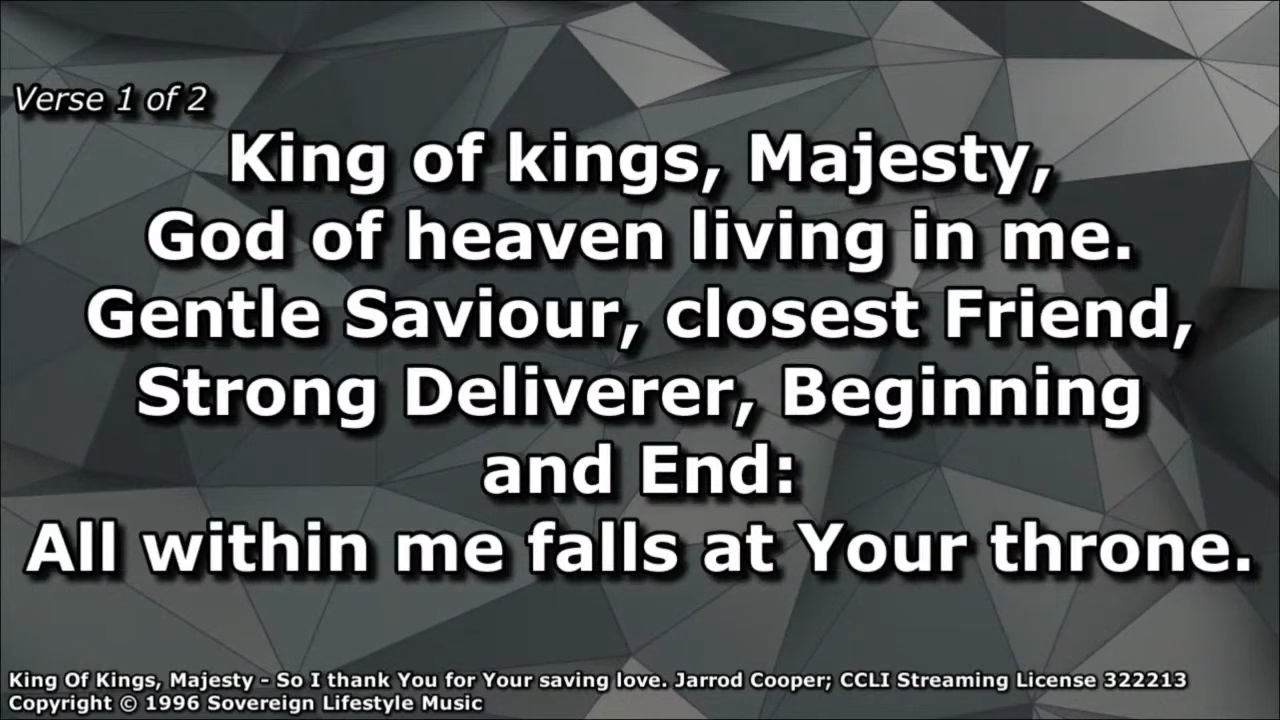 Verse 1 of 2
King of kings, Majesty,
God of heaven living in me.
Gentle Saviour, closest Friend,
Strong Deliverer, Beginning
and End:
All within me falls at Your throne.
King Of Kings, Majesty - So I thank You for Your saving love. Jarrod Cooper; CCLI Streaming License 322213
Copyright © 1996 Sovereign Lifestyle Music